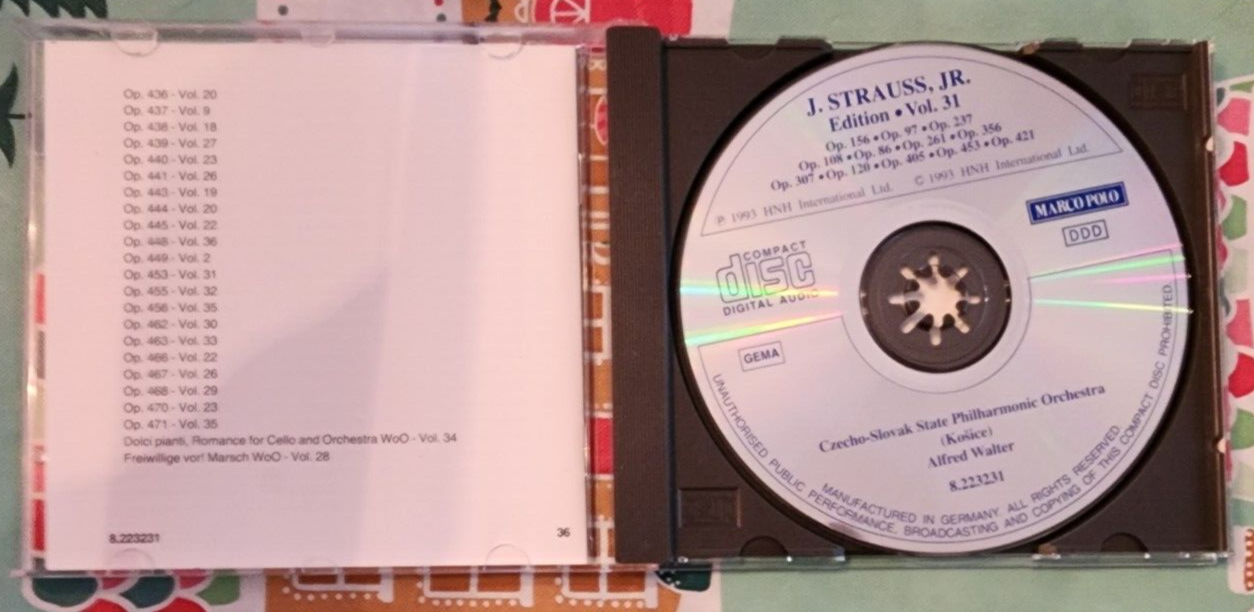 Op. 436 - Vol. 20
Op. 437 - Vol. 9
Op. 438 - Vol. 18
Op. 439 - Vol. 27
Op. 440 - Vol. 23
Op. 441 - Vol. 26
Op. 443 - Vol. 19
Op. 444 - Vol. 20
Op. 445 - Vol. 22
Op. 448 - Vol. 36
Op. 449 - Vol. 2
Op. 453 - Vol. 31
Op. 455 - Vol. 32
Op. 456 - Vol. 35
Op. 462 - Vol. 30
Op. 463 - Vol. 33
Op. 466 - Vol. 22
Op. 467 - Vol. 26
Op. 468 - Vol. 29
Op. 470 - Vol. 23
Op. 471 - Vol. 35
Dolci pianti, Romance for Cello and Orchestra WoO - Vol. 34
Freiwillige vor! Marsch WoO - Vol. 28
8.223231
36
J. STRAUSS, JR.
Edition • Vol. 31
Op. 156 • Op. 97 • Op. 237
Op. 108 • Op. 86 • Op. 261 • Op. 356
Op. 307 • Op. 120 • Op. 405 • Op. 453 • Op. 421
℗ 1993 HNH International Ltd. © 1993 HNH International Ltd.
MARCO POLO
DDD
COMPACT
disc
DIGITAL AUDIO
GEMA
Czecho-Slovak State Philharmonic Orchestra
(Košice)
Alfred Walter
8.223231
MANUFACTURED IN GERMANY. ALL RIGHTS RESERVED
UNAUTHORISED PUBLIC PERFORMANCE, BROADCASTING AND COPYING OF THIS COMPACT DISC PROHIBITED.